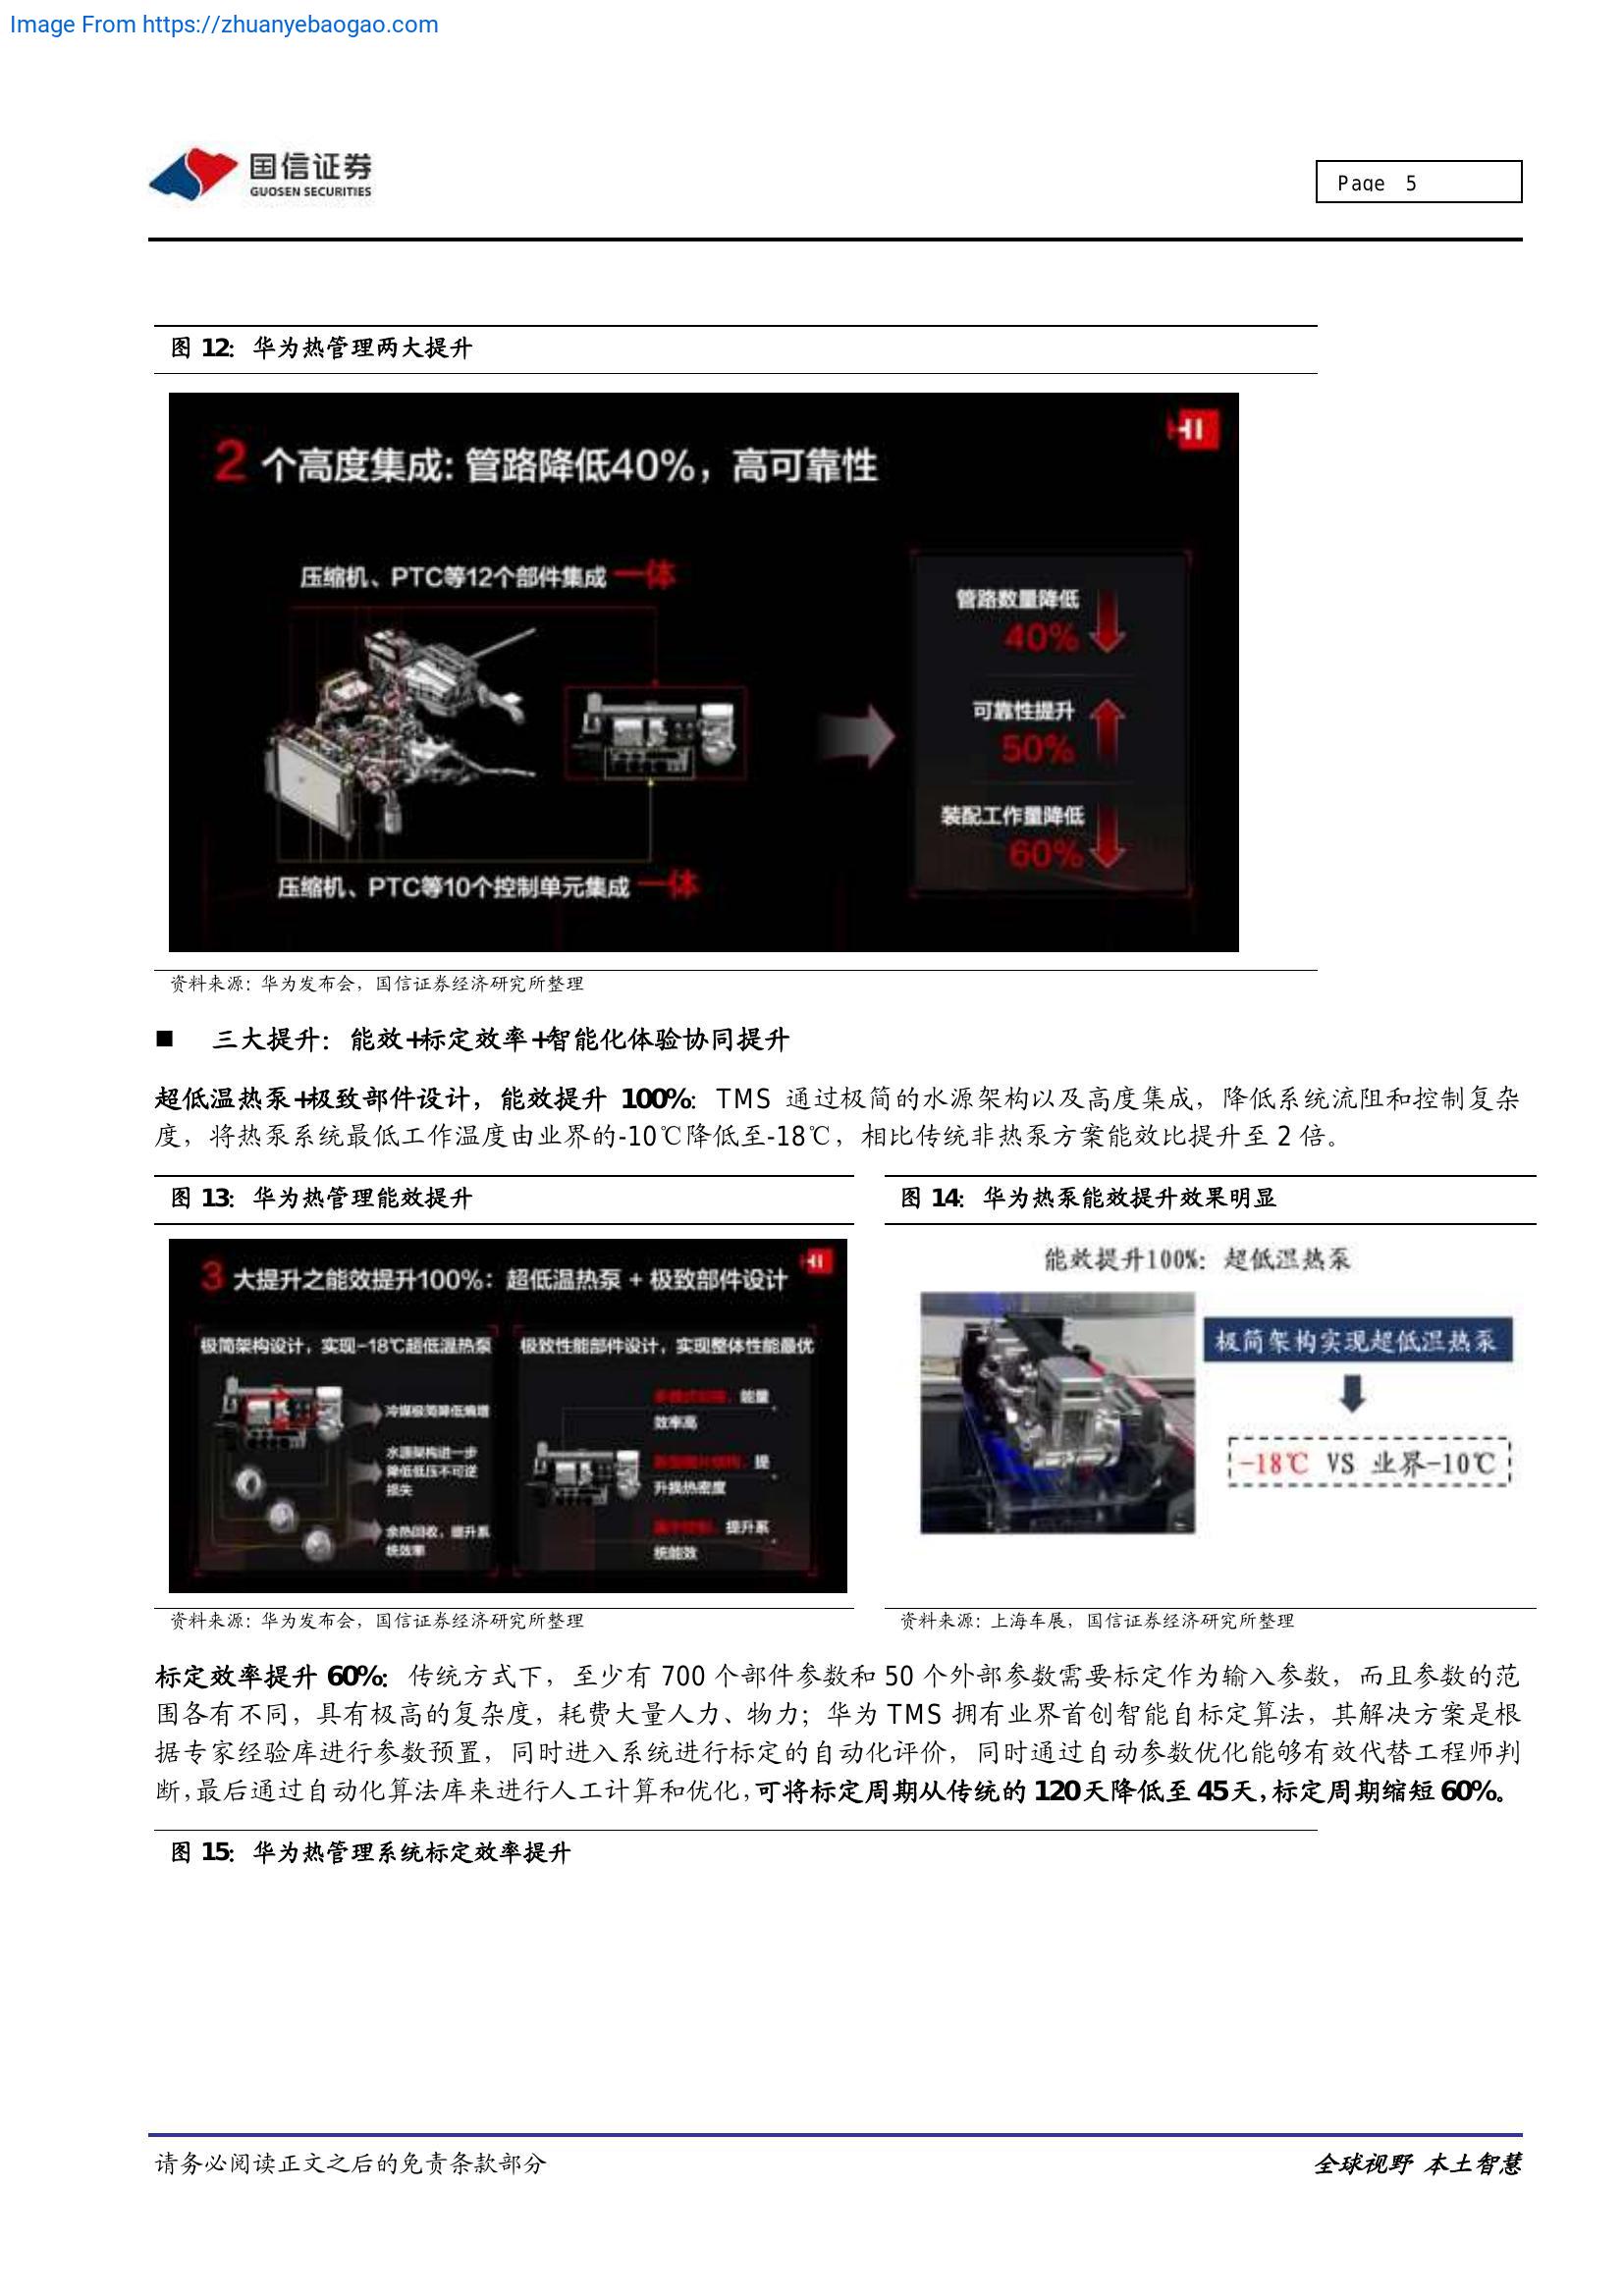 Image From https://zhuanyebaogao.com
国信证券
GUOSEN SECURITIES
Page 5
图 12：华为热管理两大提升
HI
2 个高度集成: 管路降低40%，高可靠性
压缩机、PTC等12个部件集成 一体
管路数量降低
40%
可靠性提升
50%
装配工作量降低
60%
压缩机、PTC等10个控制单元集成 一体
资料来源：华为发布会，国信证券经济研究所整理
■ 三大提升：能效+标定效率+智能化体验协同提升
超低温热泵+极致部件设计，能效提升 100%：TMS 通过极简的水源架构以及高度集成，降低系统流阻和控制复杂
度，将热泵系统最低工作温度由业界的-10℃降低至-18℃，相比传统非热泵方案能效比提升至 2 倍。
图 13：华为热管理能效提升
HI
3 大提升之能效提升100%：超低温热泵 + 极致部件设计
极简架构设计，实现-18℃超低温热泵
冷媒极简降低熵增
水源架构进一步
降低低压不可逆
损失
余热回收，提升系
统效率
极致性能部件设计，实现整体性能最优
能量
效率高
提
升换热密度
提升系
统能效
资料来源：华为发布会，国信证券经济研究所整理
图 14：华为热泵能效提升效果明显
能效提升100%：超低温热泵
极简架构实现超低温热泵
-18℃ VS 业界-10℃
资料来源：上海车展，国信证券经济研究所整理
标定效率提升 60%：传统方式下，至少有 700 个部件参数和 50 个外部参数需要标定作为输入参数，而且参数的范
围各有不同，具有极高的复杂度，耗费大量人力、物力；华为 TMS 拥有业界首创智能自标定算法，其解决方案是根
据专家经验库进行参数预置，同时进入系统进行标定的自动化评价，同时通过自动参数优化能够有效代替工程师判
断，最后通过自动化算法库来进行人工计算和优化，可将标定周期从传统的 120 天降低至 45 天，标定周期缩短 60%。
图 15：华为热管理系统标定效率提升
请务必阅读正文之后的免责条款部分
全球视野 本土智慧